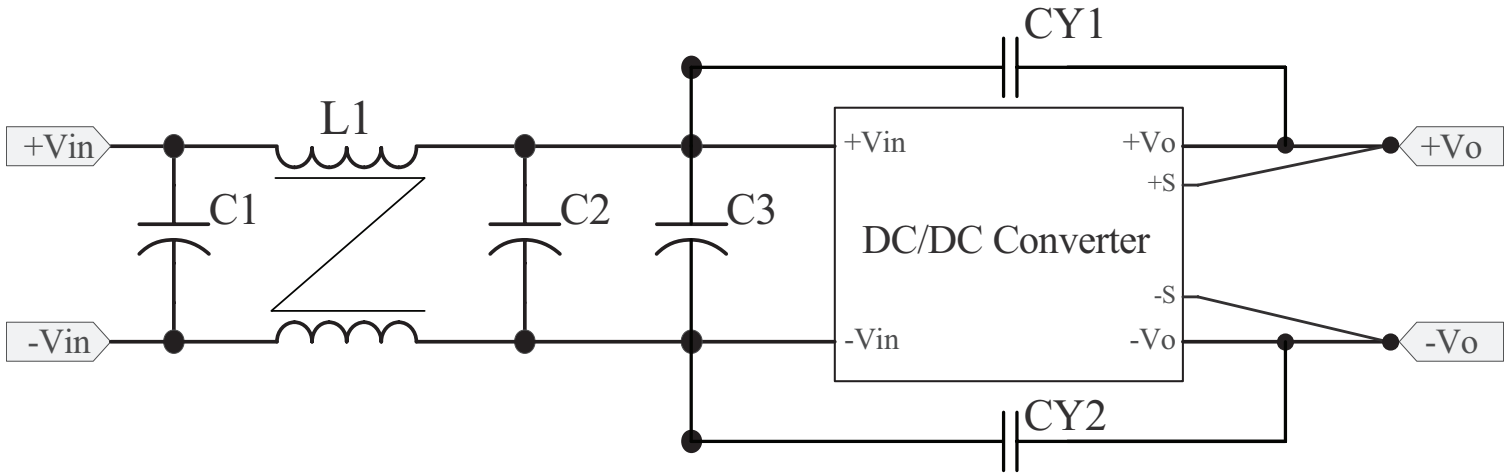 CY1
L1
+Vin
+Vin
+Vo
+Vo
+S
C1
C2
C3
DC/DC Converter
-S
-Vin
-Vin
-Vo
-Vo
CY2